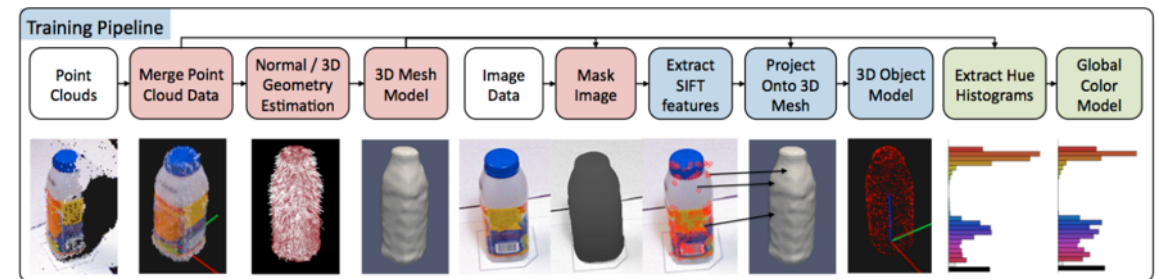 Training Pipeline
Point
Clouds
Merge Point
Cloud Data
Normal / 3D
Geometry
Estimation
3D Mesh
Model
Image
Data
Mask
Image
Extract
SIFT
features
Project
Onto 3D
Mesh
3D Object
Model
Extract Hue
Histograms
Global
Color
Model